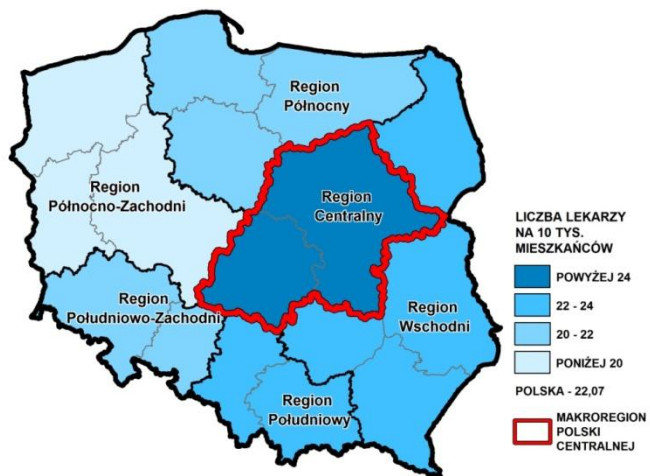 Region
Północny
Region
Północno-Zachodni
Region
Centralny
Region
Południowo-Zachodni
Region
Wschodni
Region
Południowy
LICZBA LEKARZY
NA 10 TYS.
MIESZKAŃCÓW
POWYŻEJ 24
22 - 24
20 - 22
PONIŻEJ 20
POLSKA - 22,07
MAKROREGION
POLSKI
CENTRALNEJ